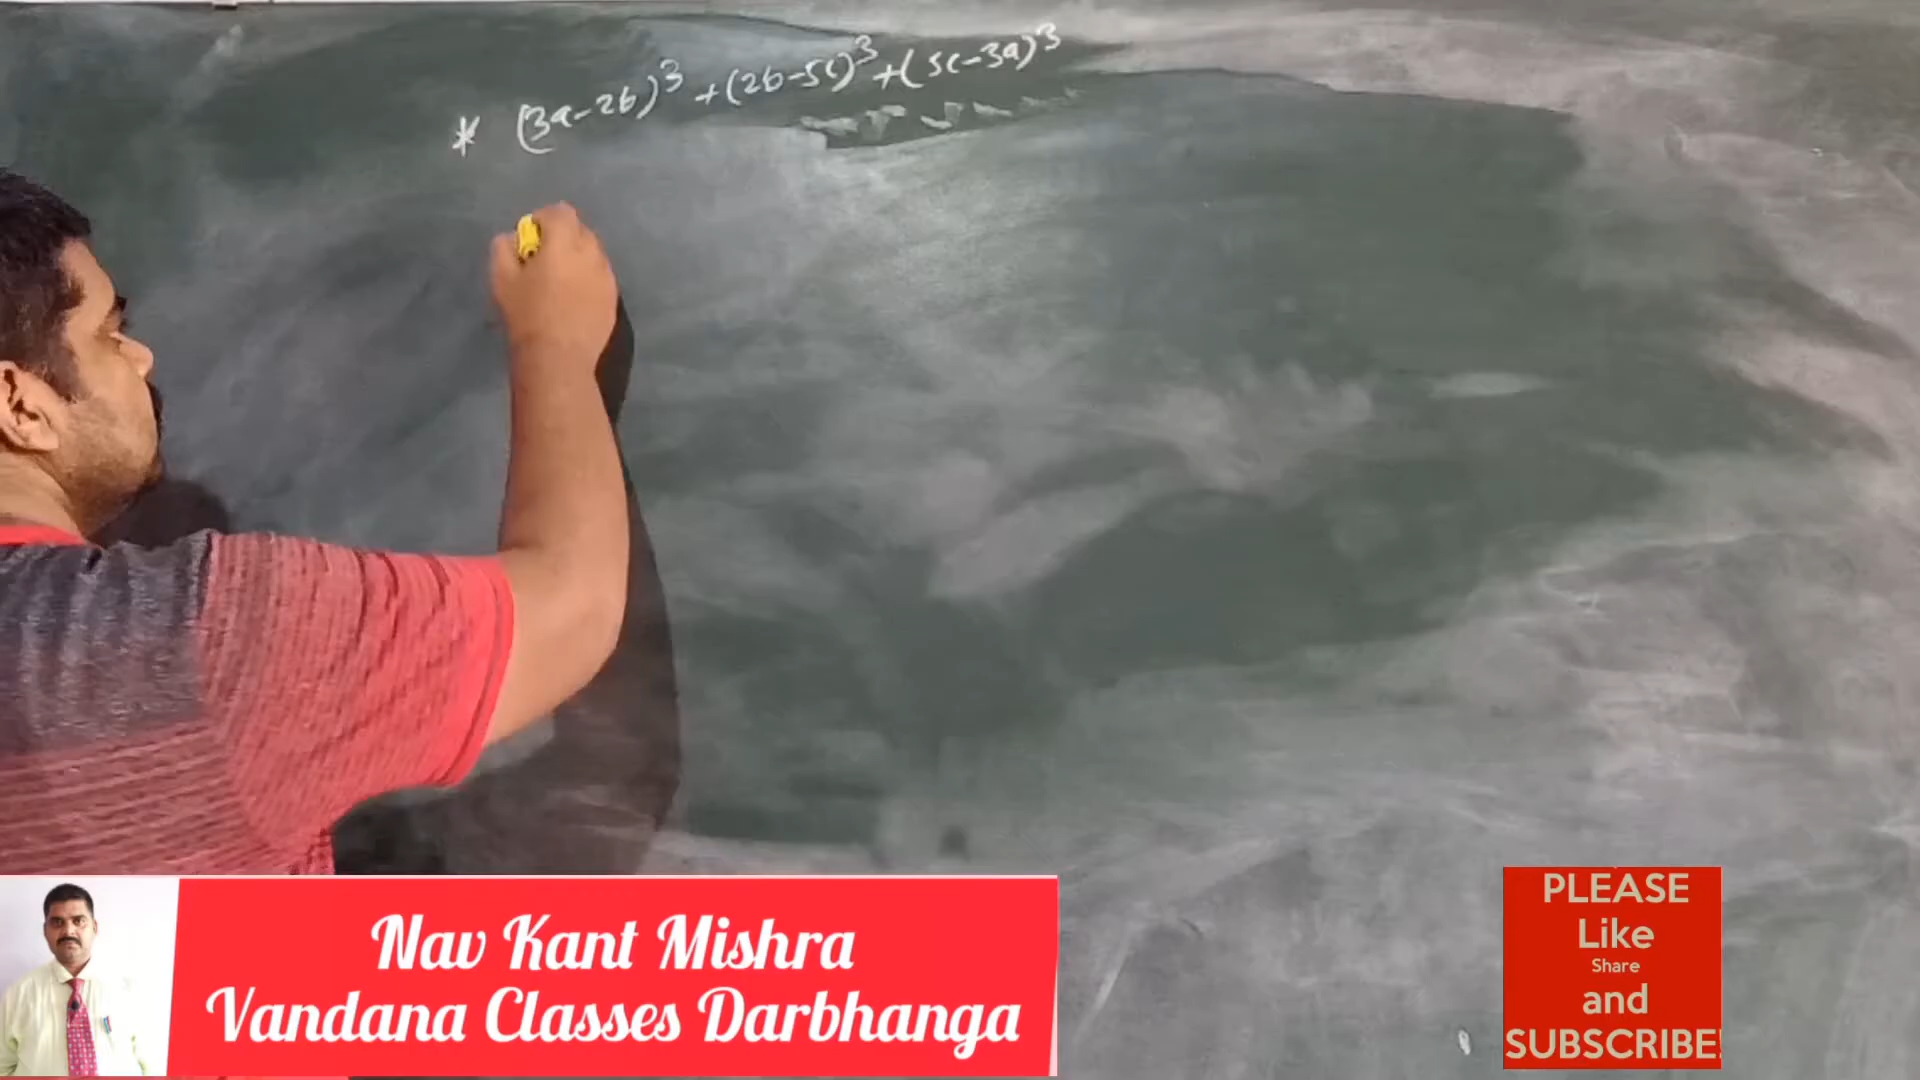 * (3a-2b)³ +(2b-5c)³ +(5c-3a)³
Nav Kant Mishra
Vandana Classes Darbhanga
PLEASE
Like
Share
and
SUBSCRIBE!